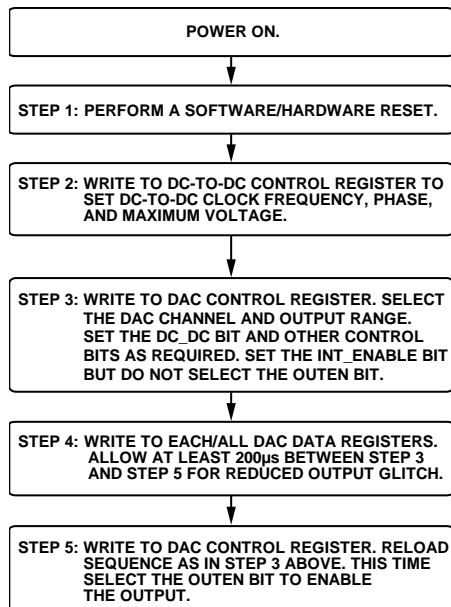 POWER ON.
STEP 1: PERFORM A SOFTWARE/HARDWARE RESET.
STEP 2: WRITE TO DC-TO-DC CONTROL REGISTER TO
SET DC-TO-DC CLOCK FREQUENCY, PHASE,
AND MAXIMUM VOLTAGE.
STEP 3: WRITE TO DAC CONTROL REGISTER. SELECT
THE DAC CHANNEL AND OUTPUT RANGE.
SET THE DC_DC BIT AND OTHER CONTROL
BITS AS REQUIRED. SET THE INT_ENABLE BIT
BUT DO NOT SELECT THE OUTEN BIT.
STEP 4: WRITE TO EACH/ALL DAC DATA REGISTERS.
ALLOW AT LEAST 200µs BETWEEN STEP 3
AND STEP 5 FOR REDUCED OUTPUT GLITCH.
STEP 5: WRITE TO DAC CONTROL REGISTER. RELOAD
SEQUENCE AS IN STEP 3 ABOVE. THIS TIME
SELECT THE OUTEN BIT TO ENABLE
THE OUTPUT.